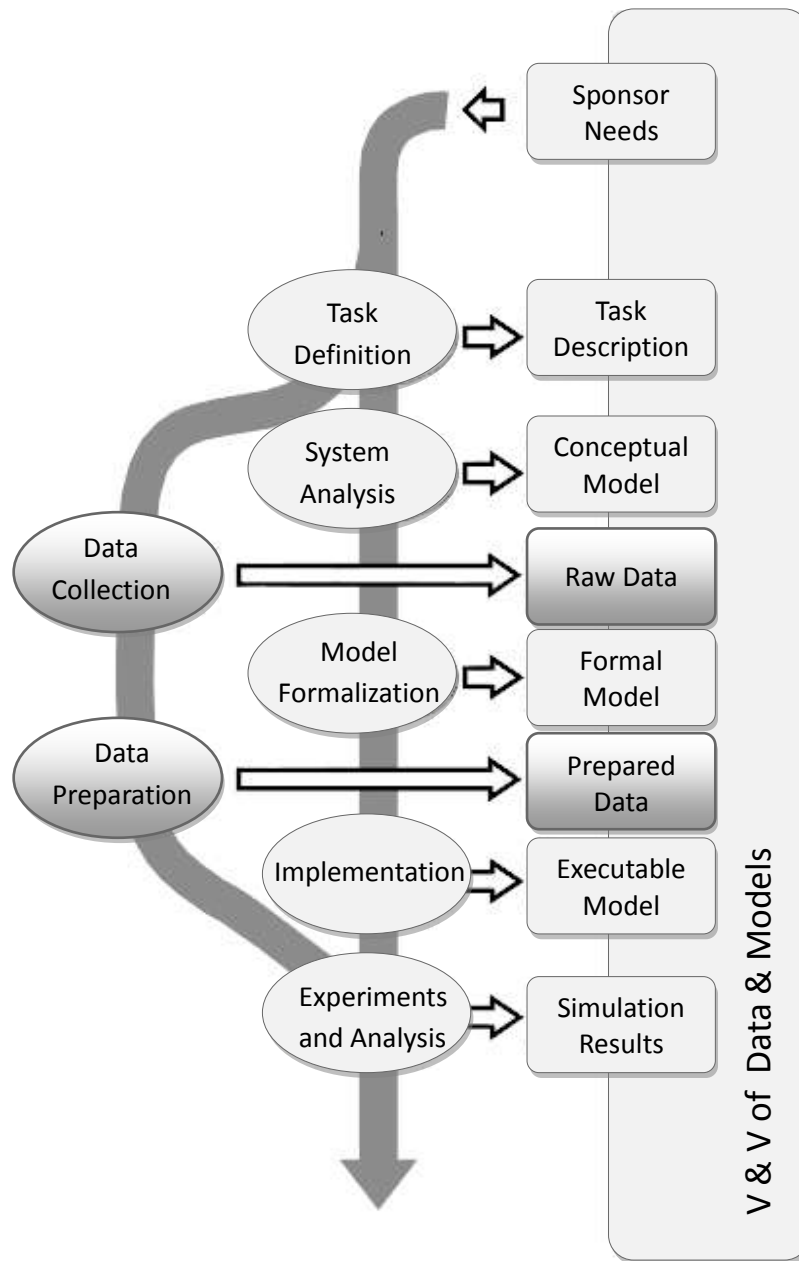 Sponsor
Needs
Task
Definition
Task
Description
System
Analysis
Conceptual
Model
Data
Collection
Raw Data
Model
Formalization
Formal
Model
Data
Preparation
Prepared
Data
Implementation
Executable
Model
Experiments
and Analysis
Simulation
Results
V & V of Data & Models